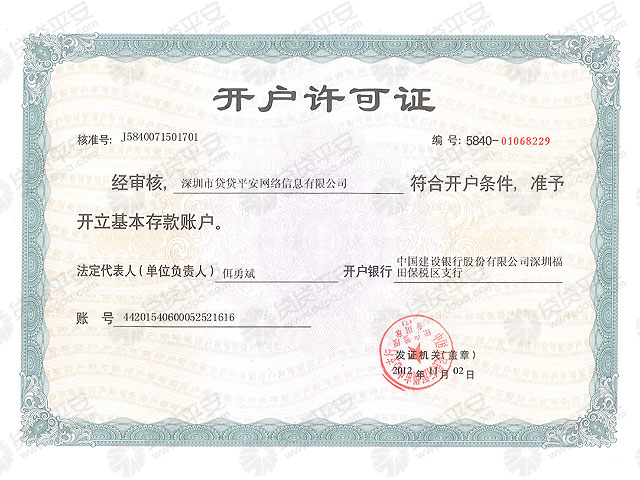 开户许可证
核准号: J5840071501701 编号: 5840-01068229
经审核, 深圳市贷贷平安网络信息有限公司 符合开户条件, 准予
开立基本存款账户。
法定代表人(单位负责人) 佴勇斌 开户银行 中国建设银行股份有限公司深圳福
田保税区支行
账 号 44201540600052521616
发证机关(盖章)
2012 年 11 月 02 日
贷贷平安